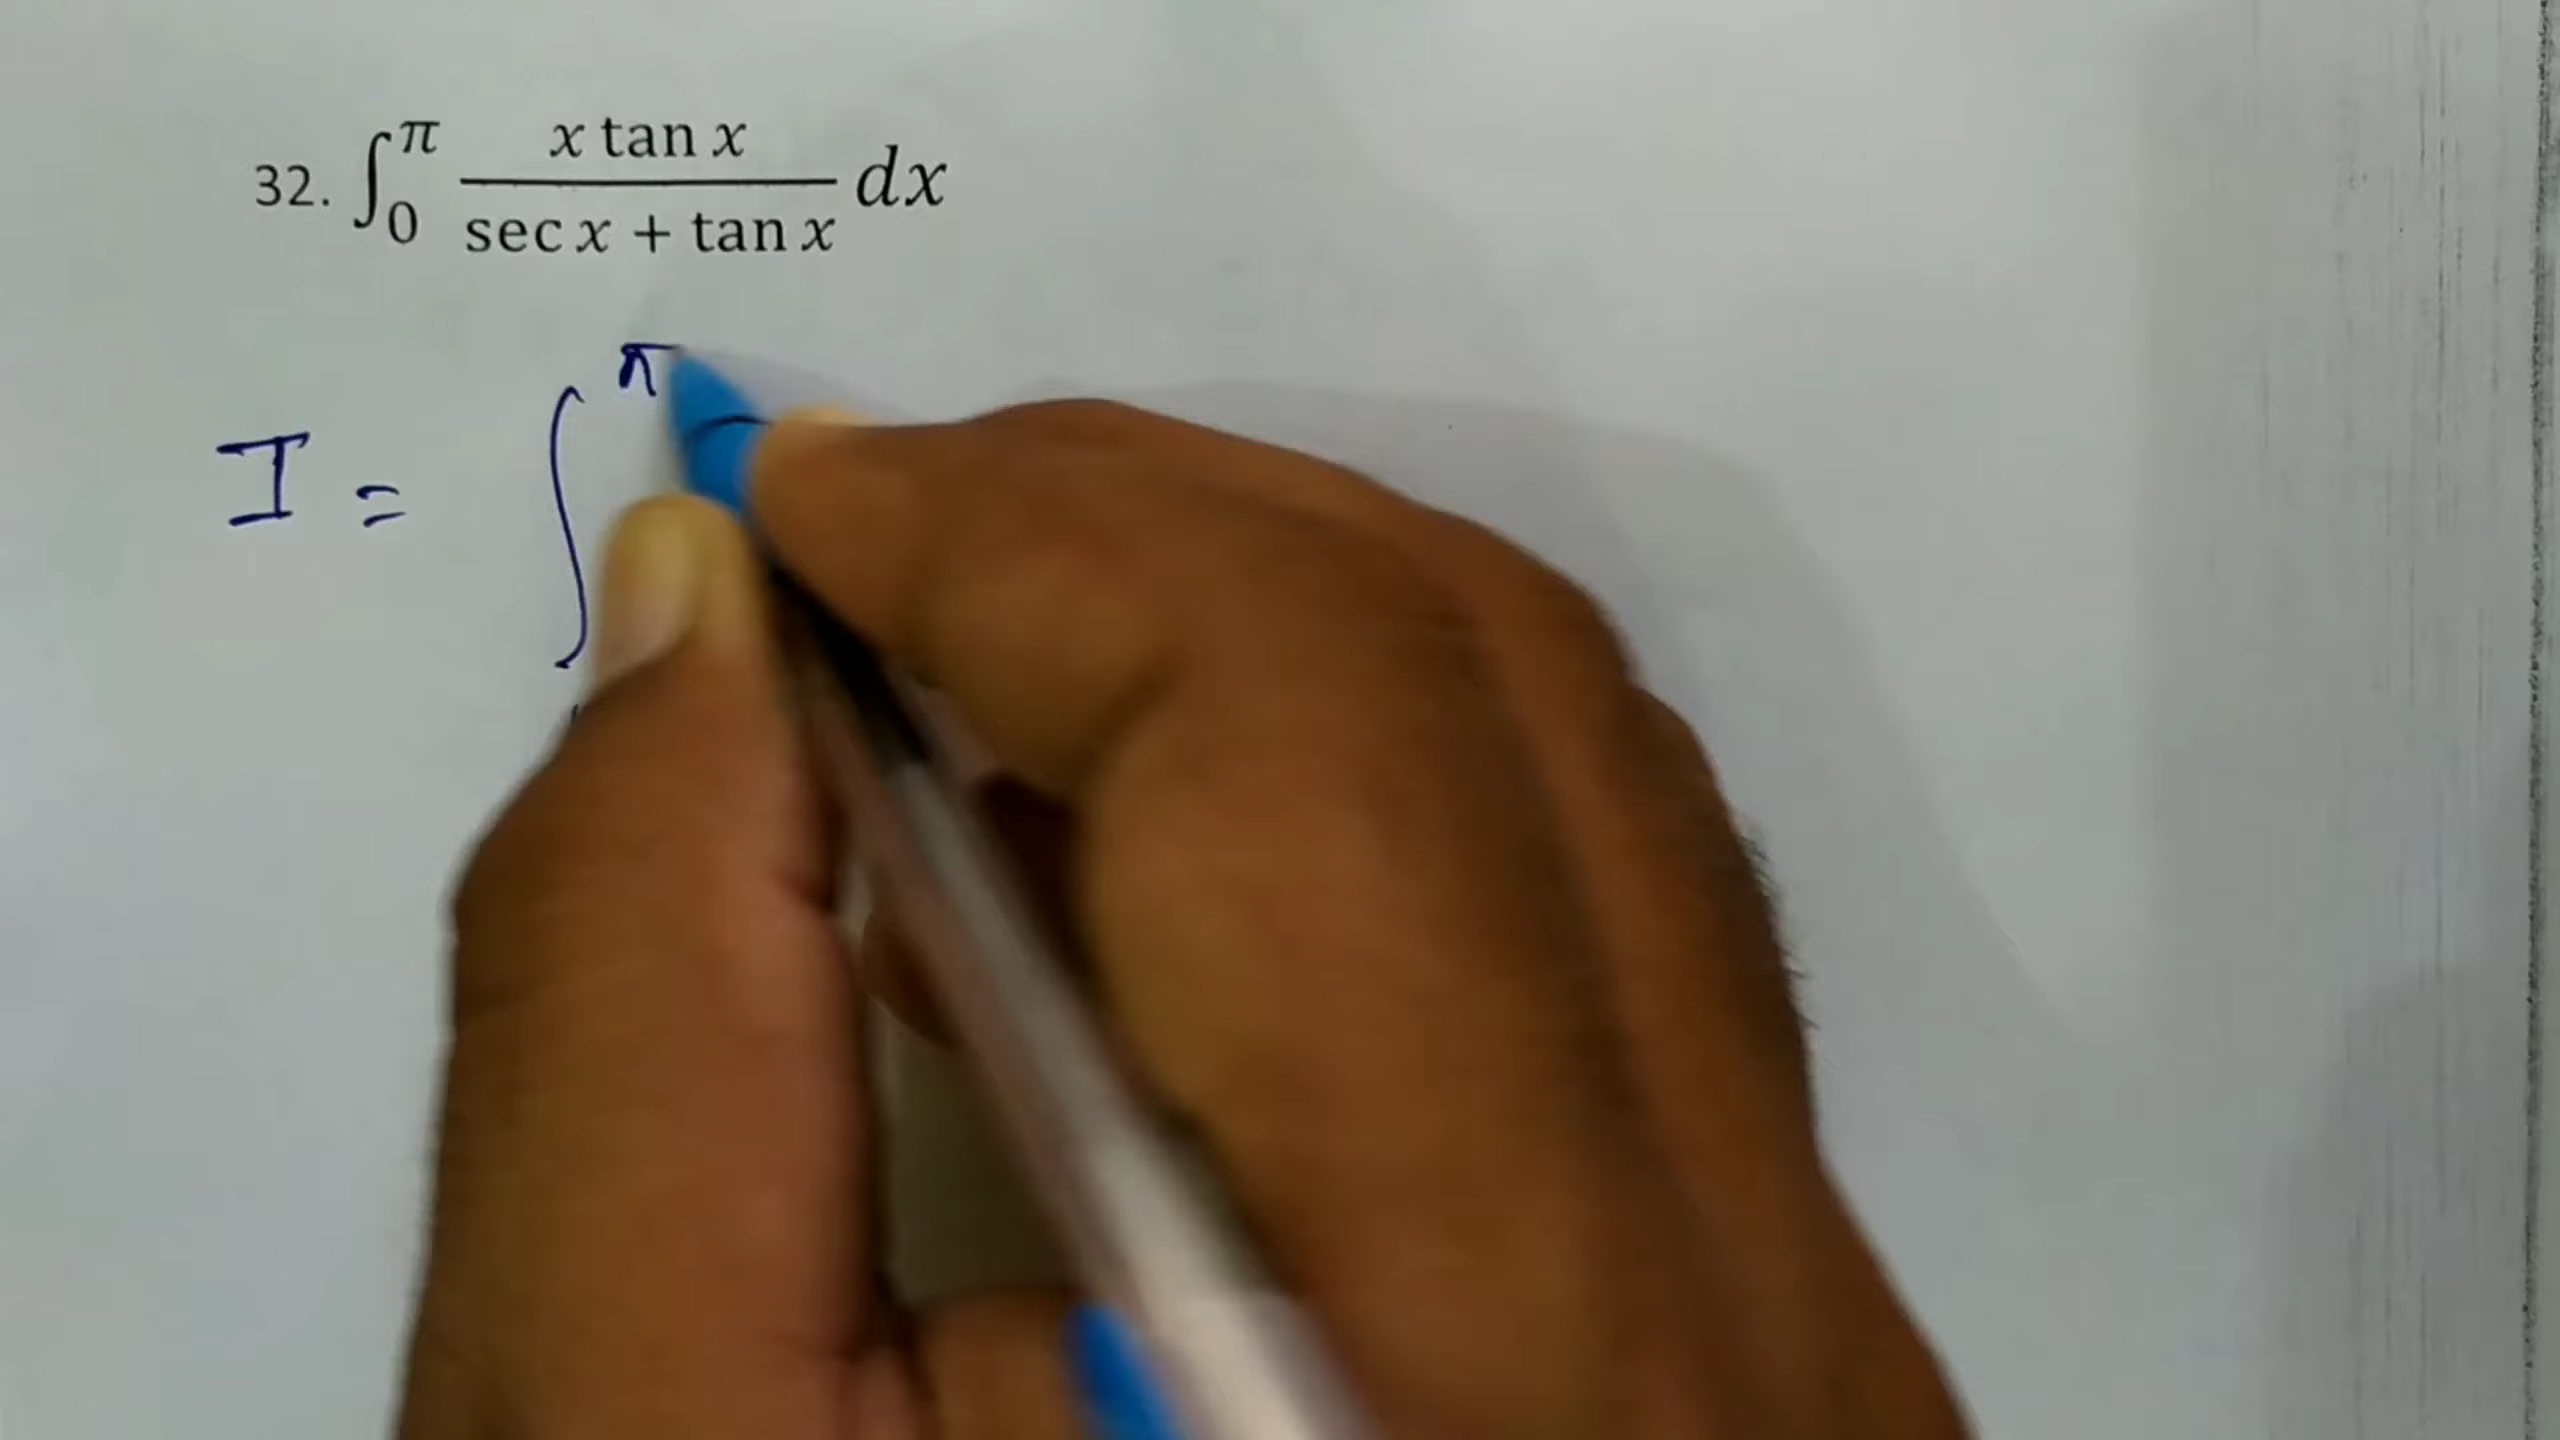 32. ∫₀^π (x tan x)/(sec x + tan x) dx
I = ∫ π